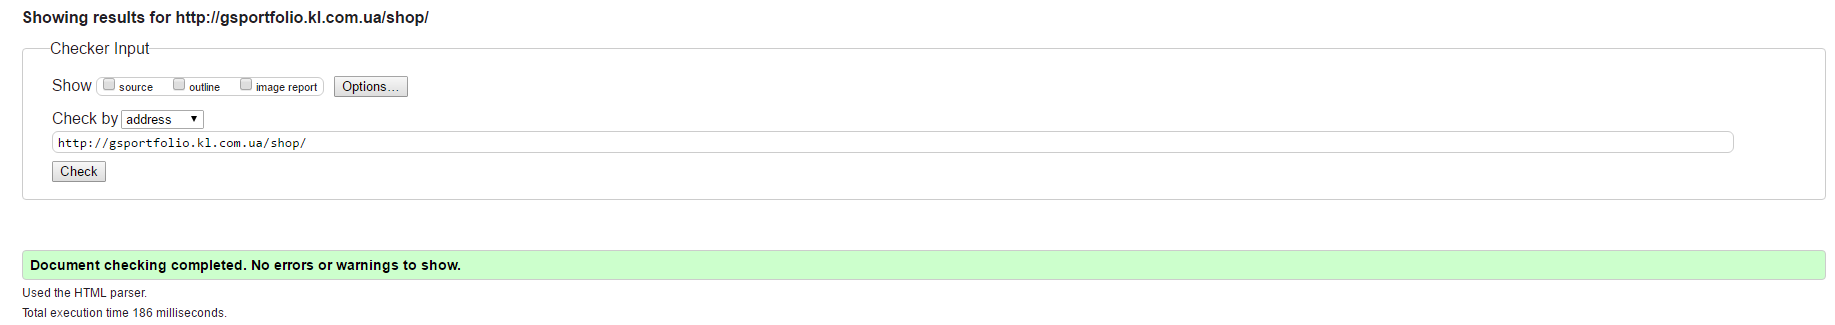 Showing results for http://gsportfolio.kl.com.ua/shop/
Checker Input
Show source outline image report Options...
Check by address
http://gsportfolio.kl.com.ua/shop/
Check
Document checking completed. No errors or warnings to show.
Used the HTML parser.
Total execution time 186 milliseconds.